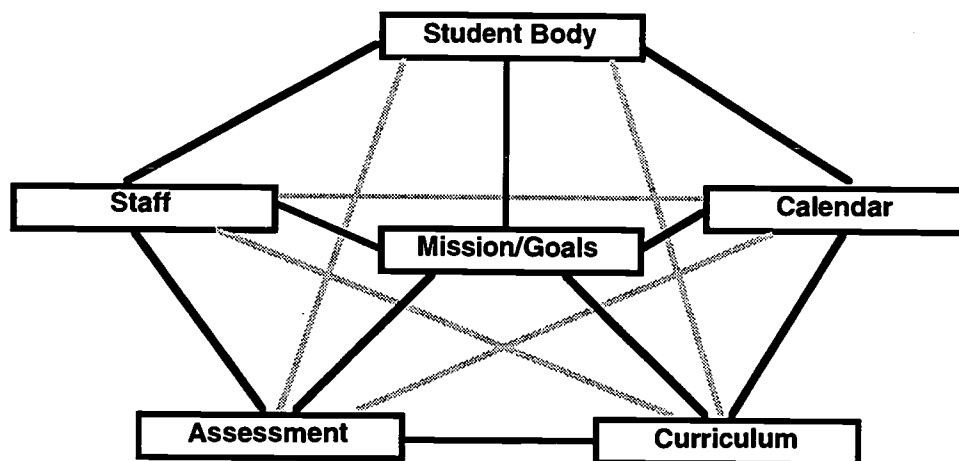 Student Body
Staff
Calendar
Mission/Goals
Assessment
Curriculum